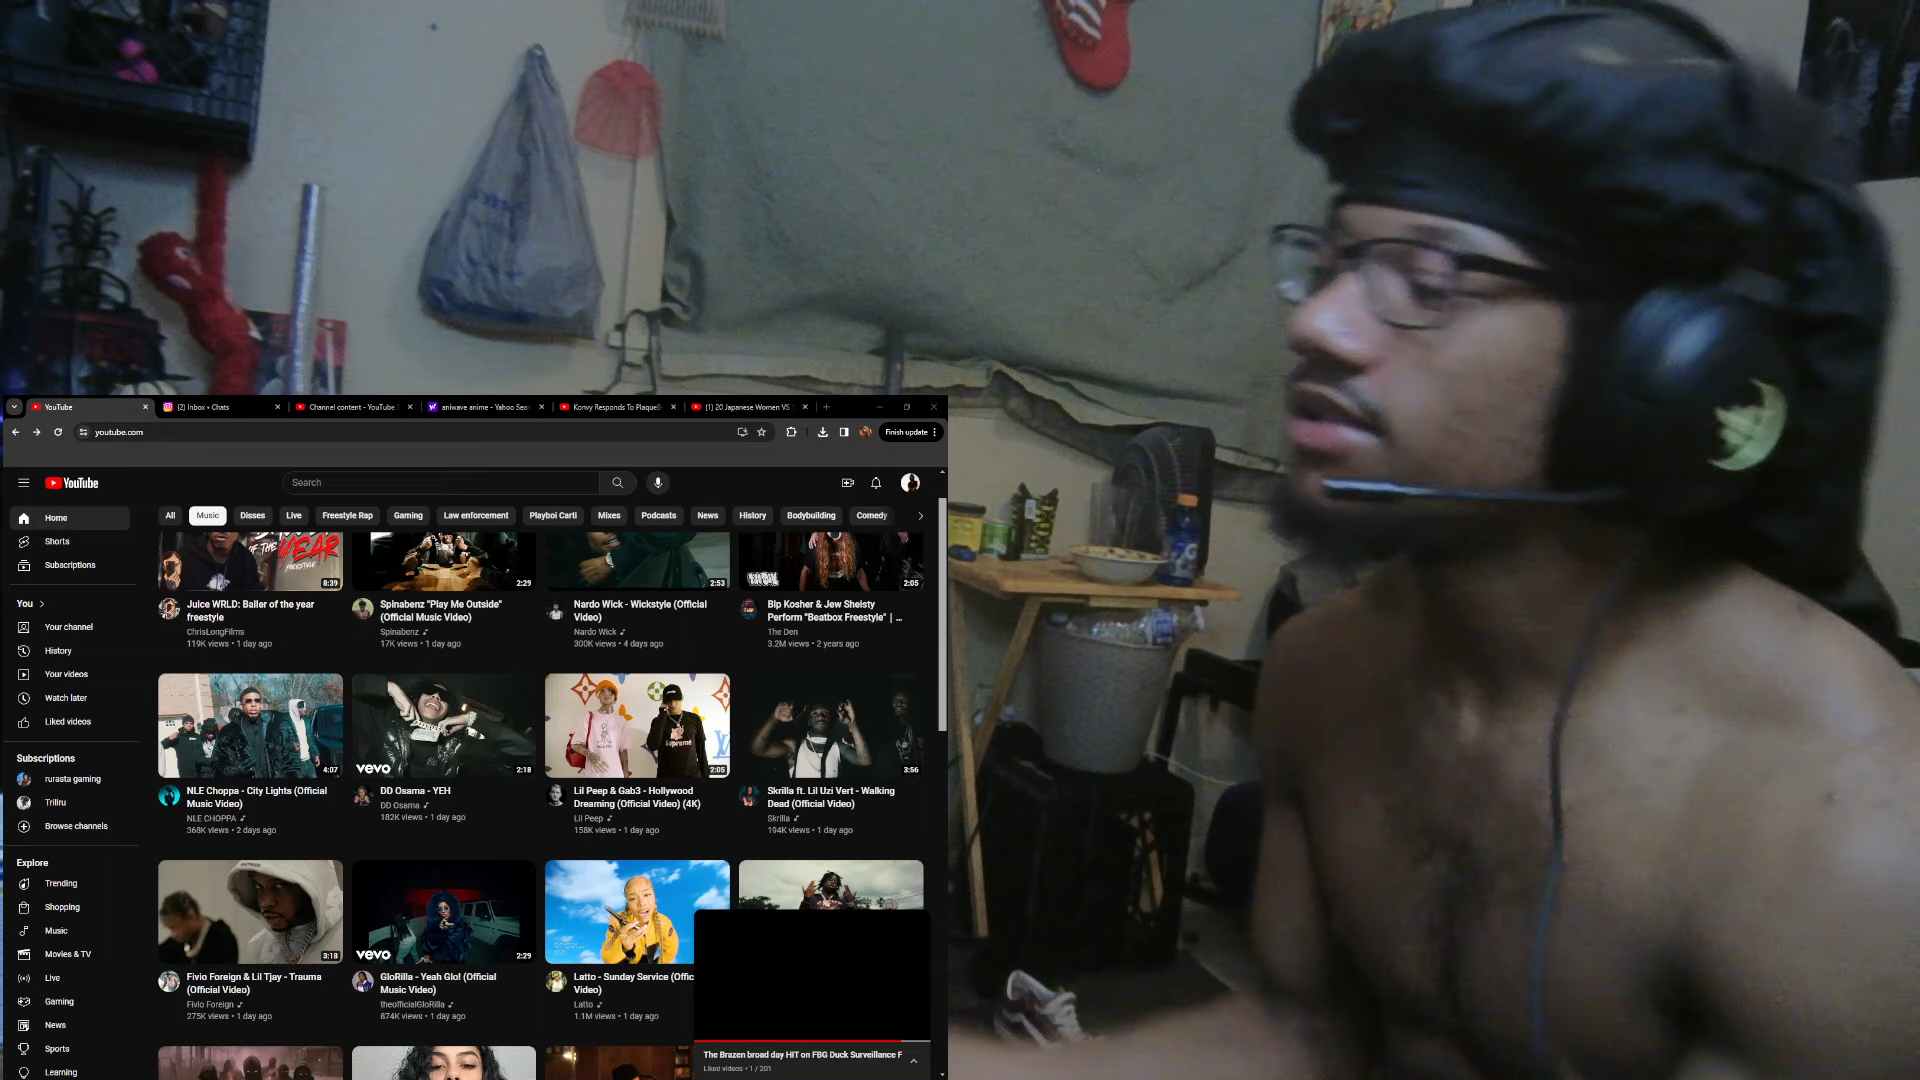 YouTube
(2) Inbox • Chats
Channel content - YouTube
aniwave anime - Yahoo Sear
Konvy Responds To Plaque
(1) 20 Japanese Women VS
youtube.com
Finish update
YouTube
Search
Home
Shorts
Subscriptions
You
Your channel
History
Your videos
Watch later
Liked videos
Subscriptions
rurasta gaming
Trillru
Browse channels
Explore
Trending
Shopping
Music
Movies & TV
Live
Gaming
News
Sports
Learning
All
Music
Disses
Live
Freestyle Rap
Gaming
Law enforcement
Playboi Carti
Mixes
Podcasts
News
History
Bodybuilding
Comedy
OF THE YEAR
FREESTYLE
8:39
2:29
2:53
2:05
Juice WRLD: Baller of the year
freestyle
ChrisLongFilms
119K views • 1 day ago
Spinabenz "Play Me Outside"
(Official Music Video)
Spinabenz
17K views • 1 day ago
Nardo Wick - Wickstyle (Official
Video)
Nardo Wick
300K views • 4 days ago
Bip Kosher & Jew Sheisty
Perform "Beatbox Freestyle" | ...
The Den
3.2M views • 2 years ago
4:07
vevo
2:18
Supreme
2:05
3:56
NLE Choppa - City Lights (Official
Music Video)
NLE CHOPPA
368K views • 2 days ago
DD Osama - YEH
DD Osama
182K views • 1 day ago
Lil Peep & Gab3 - Hollywood
Dreaming (Official Video) (4K)
Lil Peep
158K views • 1 day ago
Skrilla ft. Lil Uzi Vert - Walking
Dead (Official Video)
Skrilla
194K views • 1 day ago
3:18
vevo
2:29
Fivio Foreign & Lil Tjay - Trauma
(Official Video)
Fivio Foreign
275K views • 1 day ago
GloRilla - Yeah Glo! (Official
Music Video)
theofficialGloRilla
874K views • 1 day ago
Latto - Sunday Service (Offic
Video)
Latto
1.1M views • 1 day ago
The Brazen broad day HIT on FBG Duck Surveillance F
Liked videos • 1 / 201